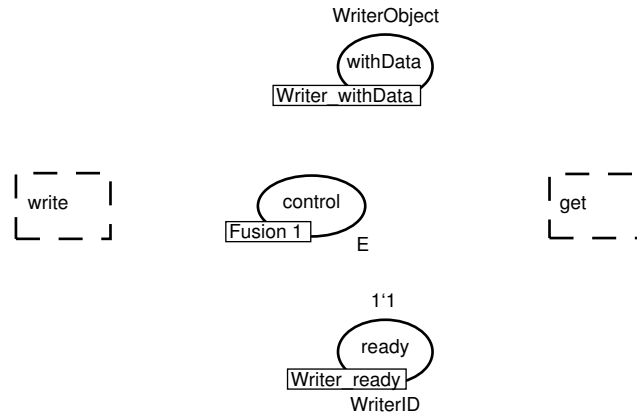 WriterObject
withData
Writer_withData
write
control
get
Fusion 1
E
1‘1
ready
Writer_ready
WriterID